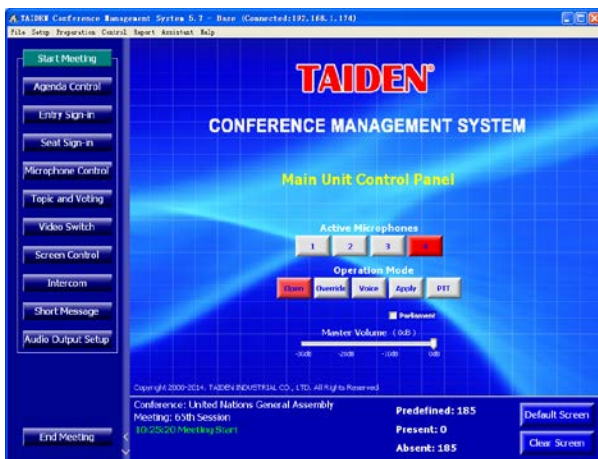 TAIDEN Conference Management System 5.7 - Base (Connected:192.168.1.174)
File Setup Preparation Control Report Assistant Help
Start Meeting
Agenda Control
Entry Sign-in
Seat Sign-in
Microphone Control
Topic and Voting
Video Switch
Screen Control
Intercom
Short Message
Audio Output Setup
End Meeting
TAIDEN®
CONFERENCE MANAGEMENT SYSTEM
Main Unit Control Panel
Active Microphones
1 2 3 4
Operation Mode
Open Override Voice Apply PTT
Parliament
Master Volume ( 0dB )
-30dB -20dB -10dB 0dB
Copyright 2000-2014. TAIDEN INDUSTRIAL CO., LTD. All Rights Reserved
Conference: United Nations General Assembly
Meeting: 65th Session
10:25:20 Meeting Start
Predefined: 185
Present: 0
Absent: 185
Default Screen
Clear Screen